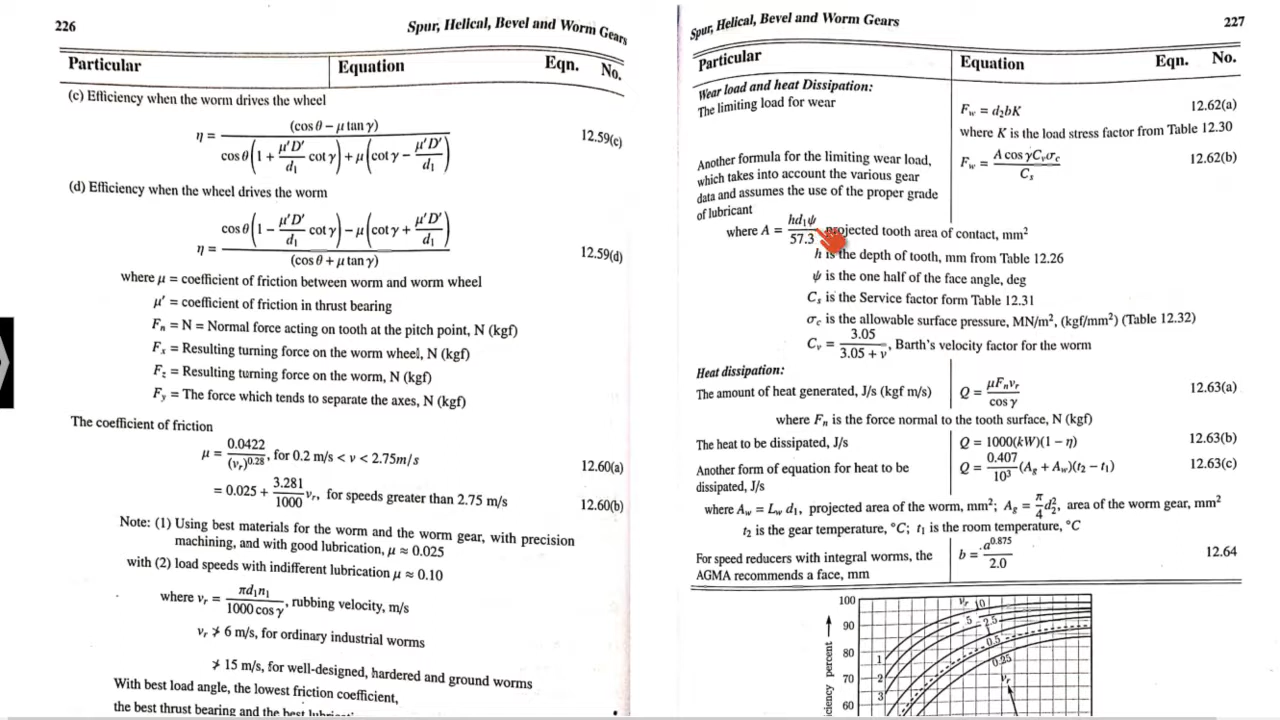 226
Spur, Helical, Bevel and Worm Gears
Particular
Equation
Eqn. No.
(c) Efficiency when the worm drives the wheel
η = (cos θ – μ tan γ) / [cos θ(1 + μ′D′/d₁ cot γ) + μ(cot γ – μ′D′/d₁)] 12.59(c)
(d) Efficiency when the wheel drives the worm
η = [cos θ(1 – μ′D′/d₁ cot γ) – μ(cot γ + μ′D′/d₁)] / (cos θ + μ tan γ) 12.59(d)
where μ = coefficient of friction between worm and worm wheel
μ′ = coefficient of friction in thrust bearing
Fₙ = N = Normal force acting on tooth at the pitch point, N (kgf)
Fₓ = Resulting turning force on the worm wheel, N (kgf)
F_z = Resulting turning force on the worm, N (kgf)
F_y = The force which tends to separate the axes, N (kgf)
The coefficient of friction
μ = 0.0422/(vᵣ)^0.28, for 0.2 m/s < v < 2.75m/s 12.60(a)
= 0.025 + 3.281/1000 vᵣ, for speeds greater than 2.75 m/s 12.60(b)
Note: (1) Using best materials for the worm and the worm gear, with precision
machining, and with good lubrication, μ ≈ 0.025
with (2) load speeds with indifferent lubrication μ ≈ 0.10
where vᵣ = πd₁n₁/1000 cos γ, rubbing velocity, m/s
vᵣ ≯ 6 m/s, for ordinary industrial worms
≯ 15 m/s, for well-designed, hardened and ground worms
With best load angle, the lowest friction coefficient,
the best thrust bearing and the best
Spur, Helical, Bevel and Worm Gears
227
Particular
Equation
Eqn. No.
Wear load and heat Dissipation:
The limiting load for wear
F_w = d₂bK 12.62(a)
where K is the load stress factor from Table 12.30
Another formula for the limiting wear load,
which takes into account the various gear
data and assumes the use of the proper grade
of lubricant
F_w = A cos γC_vσ_c / C_s 12.62(b)
where A = hd₁ψ/57.3 projected tooth area of contact, mm²
h is the depth of tooth, mm from Table 12.26
ψ is the one half of the face angle, deg
C_s is the Service factor form Table 12.31
σ_c is the allowable surface pressure, MN/m², (kgf/mm²) (Table 12.32)
C_v = 3.05/(3.05 + v), Barth's velocity factor for the worm
Heat dissipation:
The amount of heat generated, J/s (kgf m/s)
Q = μFₙvᵣ/cos γ 12.63(a)
where Fₙ is the force normal to the tooth surface, N (kgf)
The heat to be dissipated, J/s
Q = 1000(kW)(1 – η) 12.63(b)
Another form of equation for heat to be
dissipated, J/s
Q = 0.407/10³ (A_g + A_w)(t₂ – t₁) 12.63(c)
where A_w = L_w d₁, projected area of the worm, mm²; A_g = π/4 d₂², area of the worm gear, mm²
t₂ is the gear temperature, °C; t₁ is the room temperature, °C
For speed reducers with integral worms, the
AGMA recommends a face, mm
b = a^0.875/2.0 12.64
100
90
80
70
60
vᵣ 10
5
2.5
0.5
0.25
vᵣ
1
2
3
percent